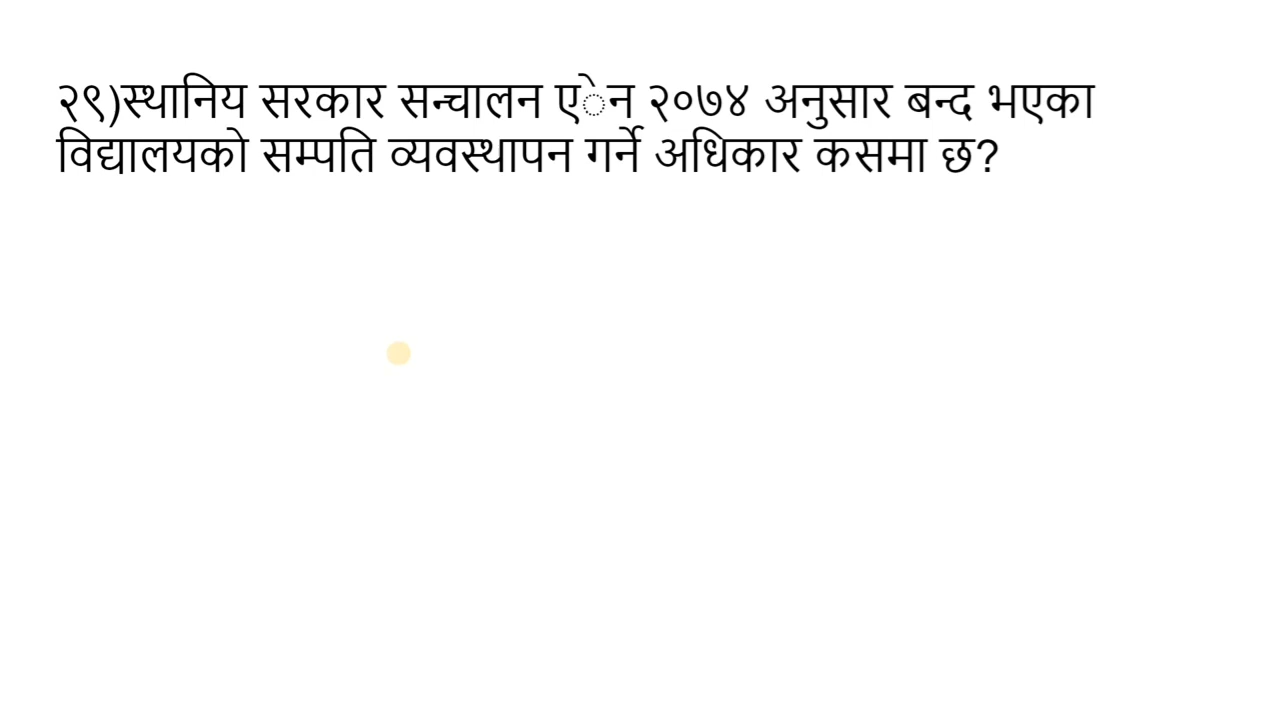 २९)स्थानिय सरकार सन्चालन एेन २०७४ अनुसार बन्द भएका
विद्यालयको सम्पति व्यवस्थापन गर्ने अधिकार कसमा छ?